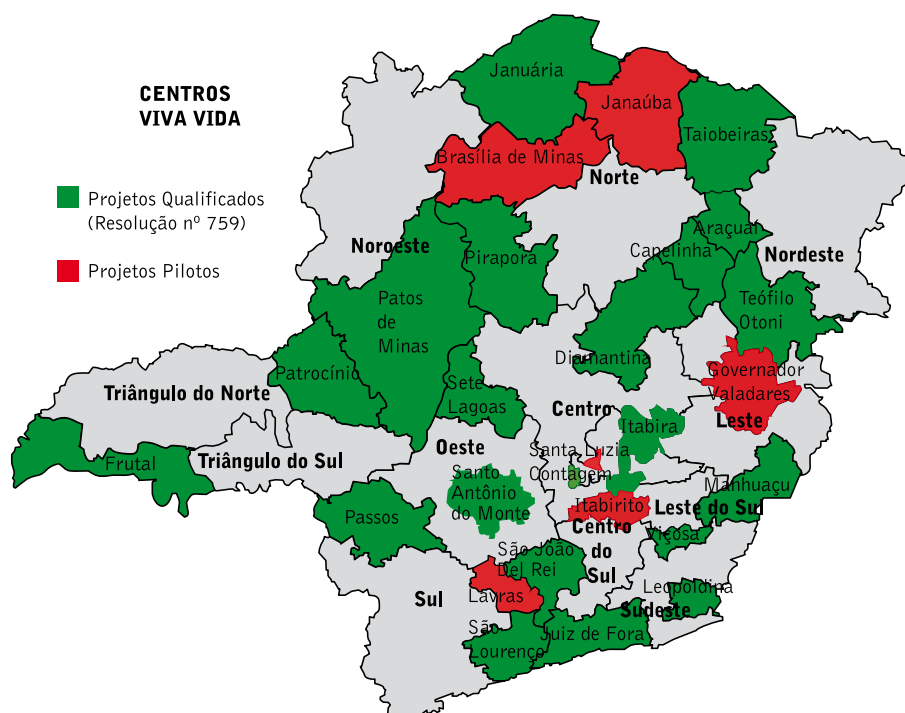 CENTROS
VIVA VIDA
Projetos Qualificados
(Resolução nº 759)
Projetos Pilotos
Januária
Janaúba
Taiobeiras
Brasília de Minas
Norte
Araçuaí
Noroeste
Pirapora
Capelinha
Nordeste
Patos
de
Minas
Teófilo
Otoni
Diamantina
Governador
Valadares
Patrocínio
Triângulo do Norte
Sete
Lagoas
Centro
Itabira
Leste
Oeste
Santa Luzia
Contagem
Frutal
Triângulo do Sul
Santo
Antônio
do Monte
Manhuaçu
Passos
Itabirito
Leste do Sul
Centro
do
Sul
Viçosa
São João
Del Rei
Lavras
Sul
Leopoldina
Sudeste
São
Lourenço
Juiz de Fora